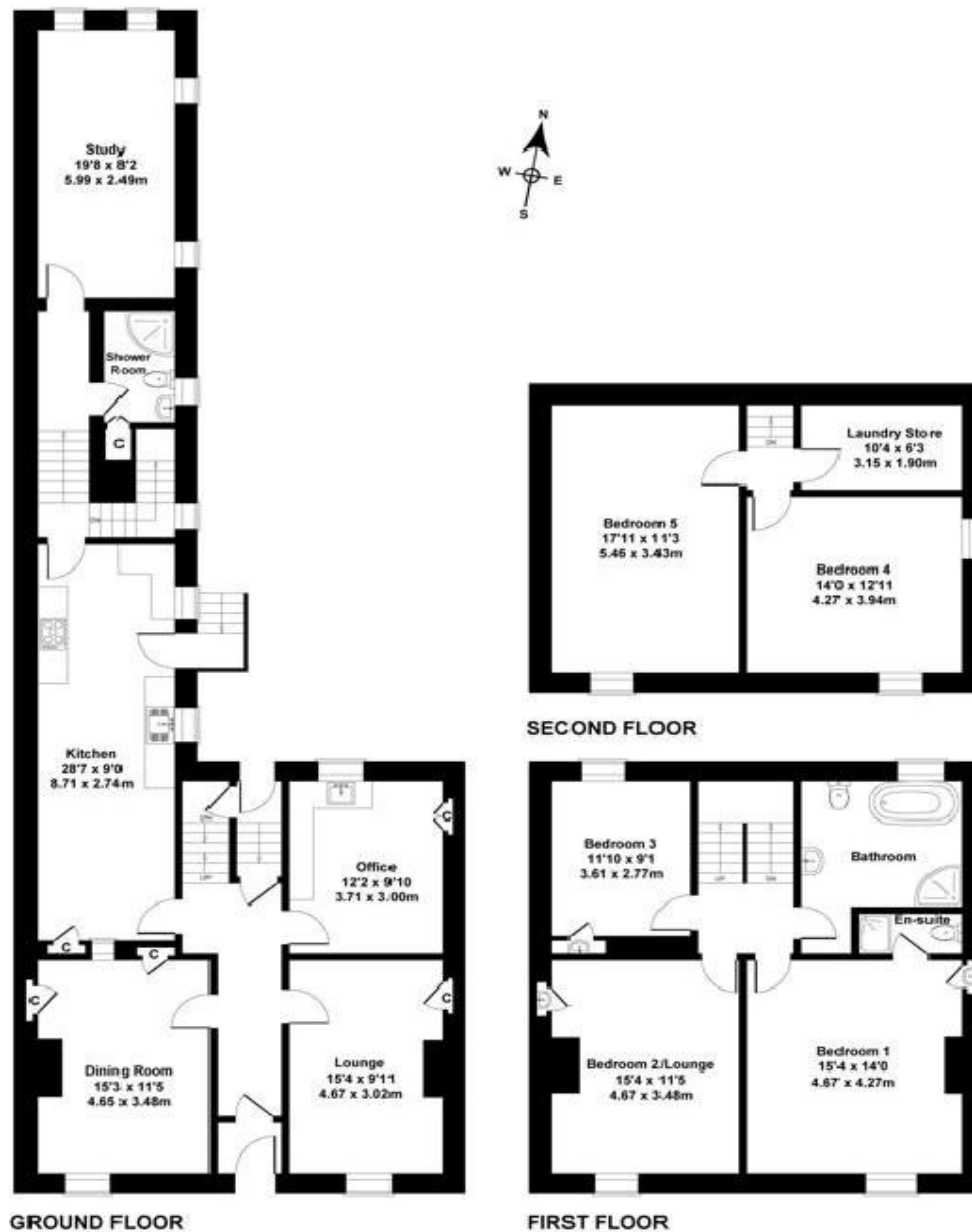 Study
19'8 x 8'2
5.99 x 2.49m
N
W
E
S
Shower
Room
C
DN
Kitchen
28'7 x 9'0
8.71 x 2.74m
DN
UP
Office
12'2 x 9'10
3.71 x 3.00m
C
C
C
C
C
Dining Room
15'3 x 11'5
4.65 x 3.48m
Lounge
15'4 x 9'11
4.67 x 3.02m
GROUND FLOOR
DN
Laundry Store
10'4 x 6'3
3.15 x 1.90m
Bedroom 5
17'11 x 11'3
5.46 x 3.43m
Bedroom 4
14'0 x 12'11
4.27 x 3.94m
SECOND FLOOR
Bedroom 3
11'10 x 9'1
3.61 x 2.77m
UP
DN
Bathroom
En-suite
Bedroom 2/Lounge
15'4 x 11'5
4.67 x 3.48m
Bedroom 1
15'4 x 14'0
4.67 x 4.27m
FIRST FLOOR